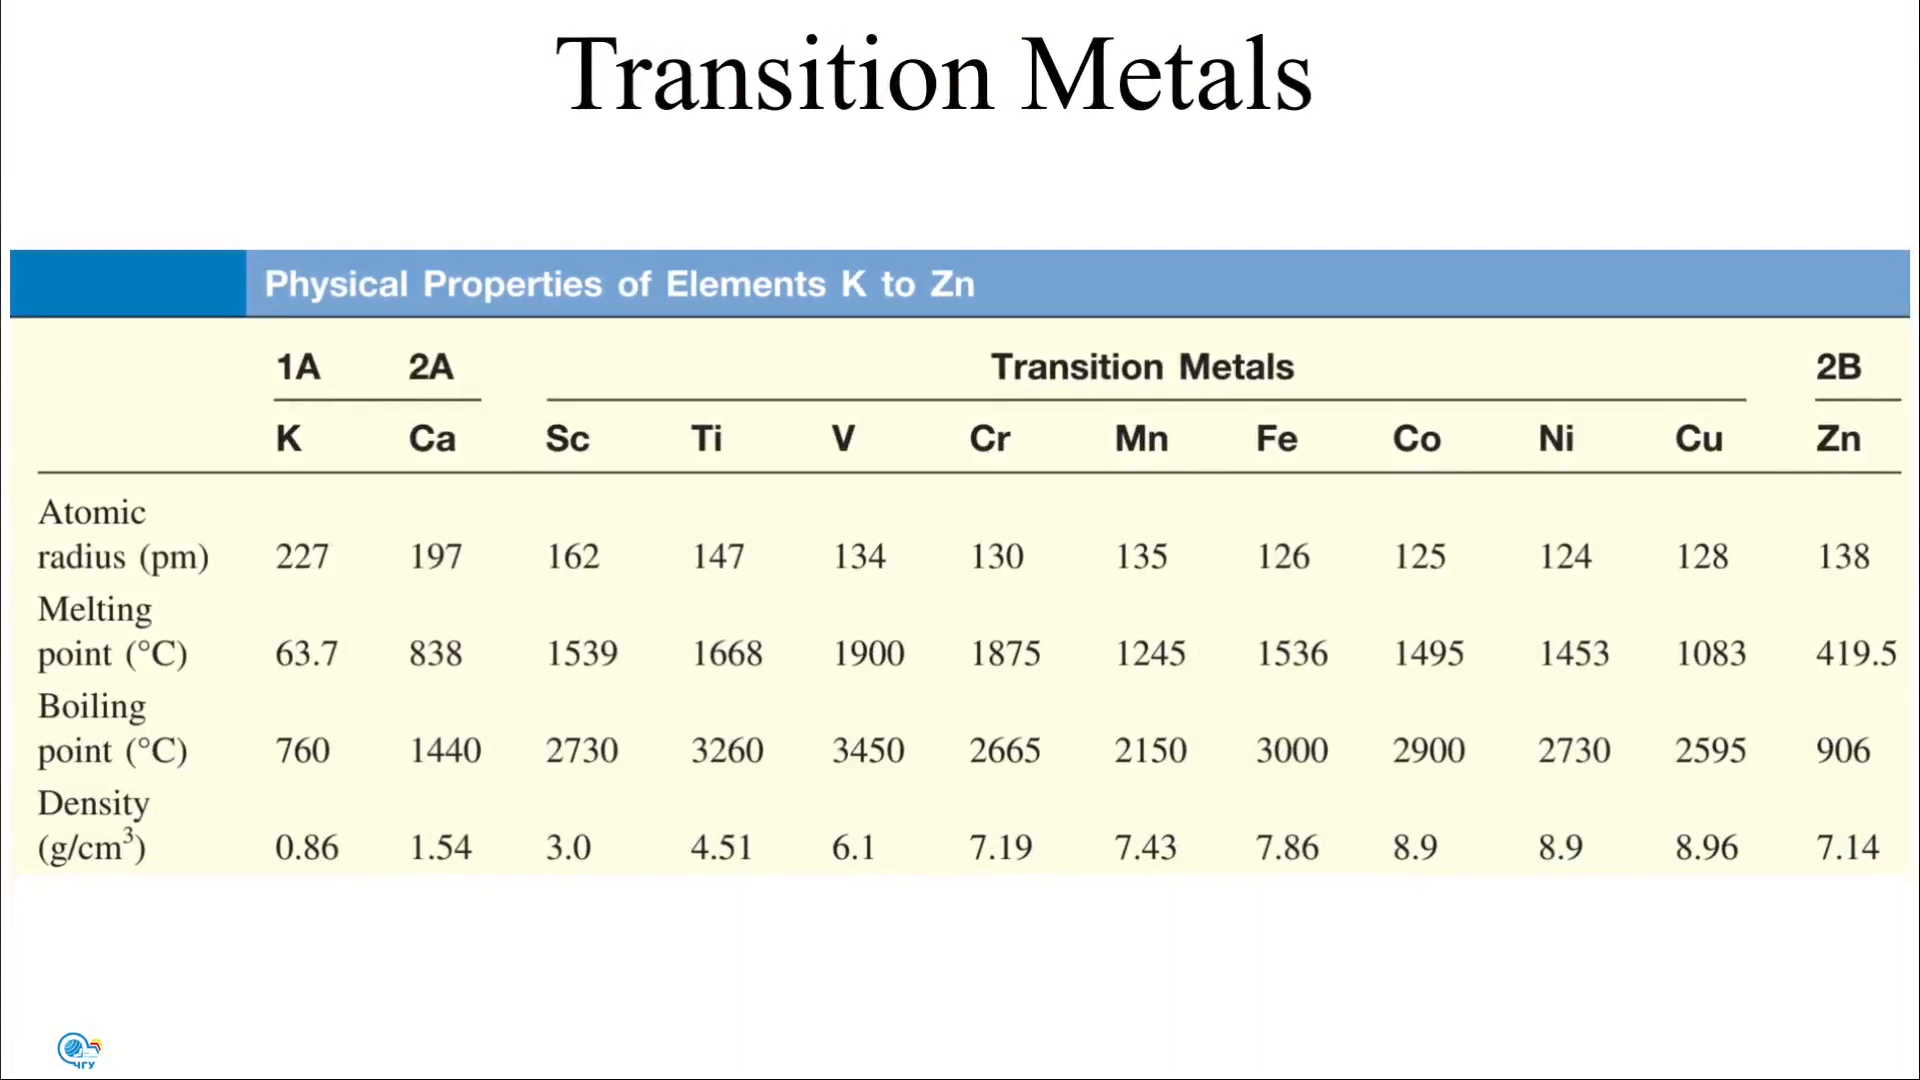 Transition Metals
Physical Properties of Elements K to Zn
1A 2A Transition Metals 2B
K Ca Sc Ti V Cr Mn Fe Co Ni Cu Zn
Atomic
radius (pm) 227 197 162 147 134 130 135 126 125 124 128 138
Melting
point (°C) 63.7 838 1539 1668 1900 1875 1245 1536 1495 1453 1083 419.5
Boiling
point (°C) 760 1440 2730 3260 3450 2665 2150 3000 2900 2730 2595 906
Density
(g/cm³) 0.86 1.54 3.0 4.51 6.1 7.19 7.43 7.86 8.9 8.9 8.96 7.14
ЧГУ